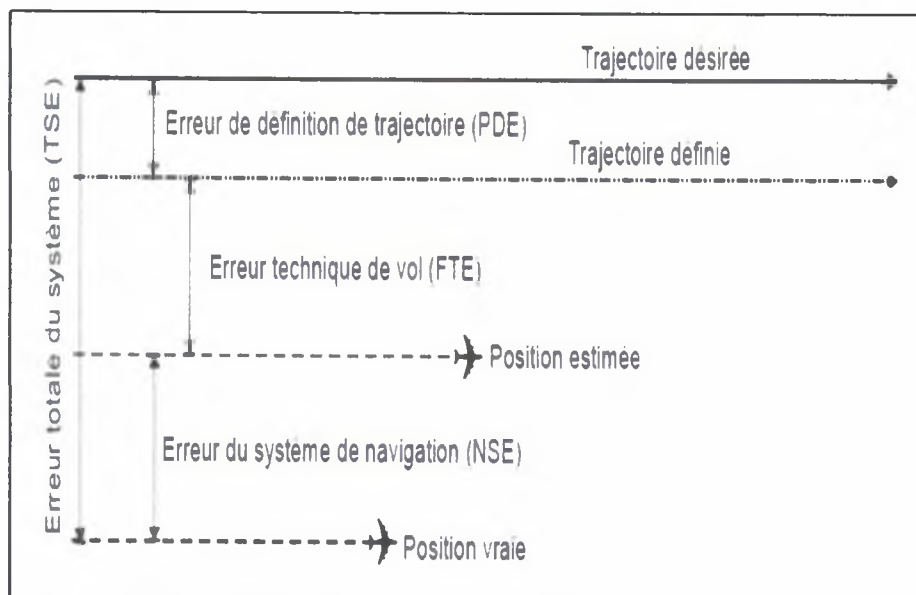 Trajectoire désirée
Erreur de définition de trajectoire (PDE)
Trajectoire définie
Erreur technique de vol (FTE)
Position estimée
Erreur du système de navigation (NSE)
Position vraie
Erreur totale du système (TSE)